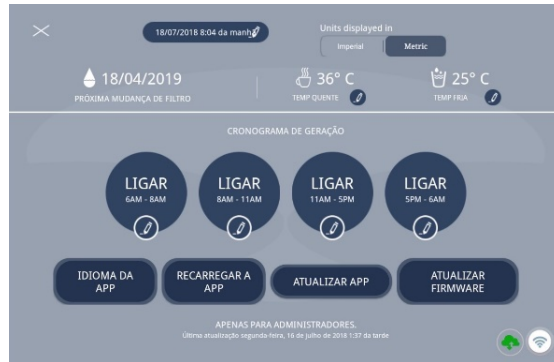 18/07/2018 8:04 da manhã
Units displayed in
Imperial
Metric
18/04/2019
PRÓXIMA MUDANÇA DE FILTRO
36° C
TEMP QUENTE
25° C
TEMP FRIA
CRONOGRAMA DE GERAÇÃO
LIGAR
6AM - 8AM
LIGAR
8AM - 11AM
LIGAR
11AM - 5PM
LIGAR
5PM - 6AM
IDIOMA DA
APP
RECARREGAR A
APP
ATUALIZAR APP
ATUALIZAR
FIRMWARE
APENAS PARA ADMINISTRADORES.
Última atualização segunda-feira, 16 de julho de 2018 1:37 da tarde